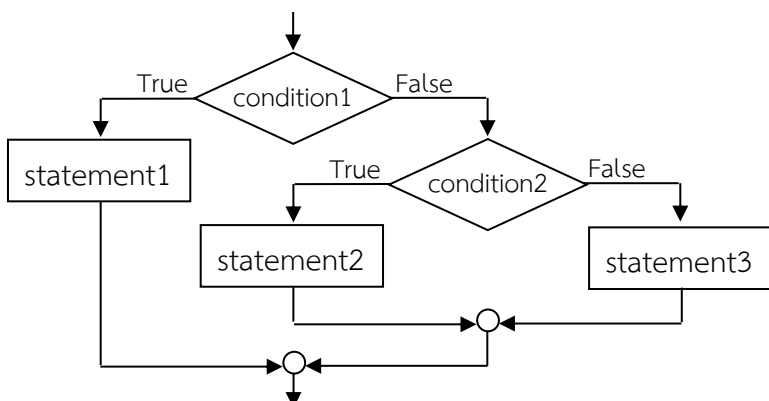 True
False
condition1
statement1
True
False
condition2
statement2
statement3